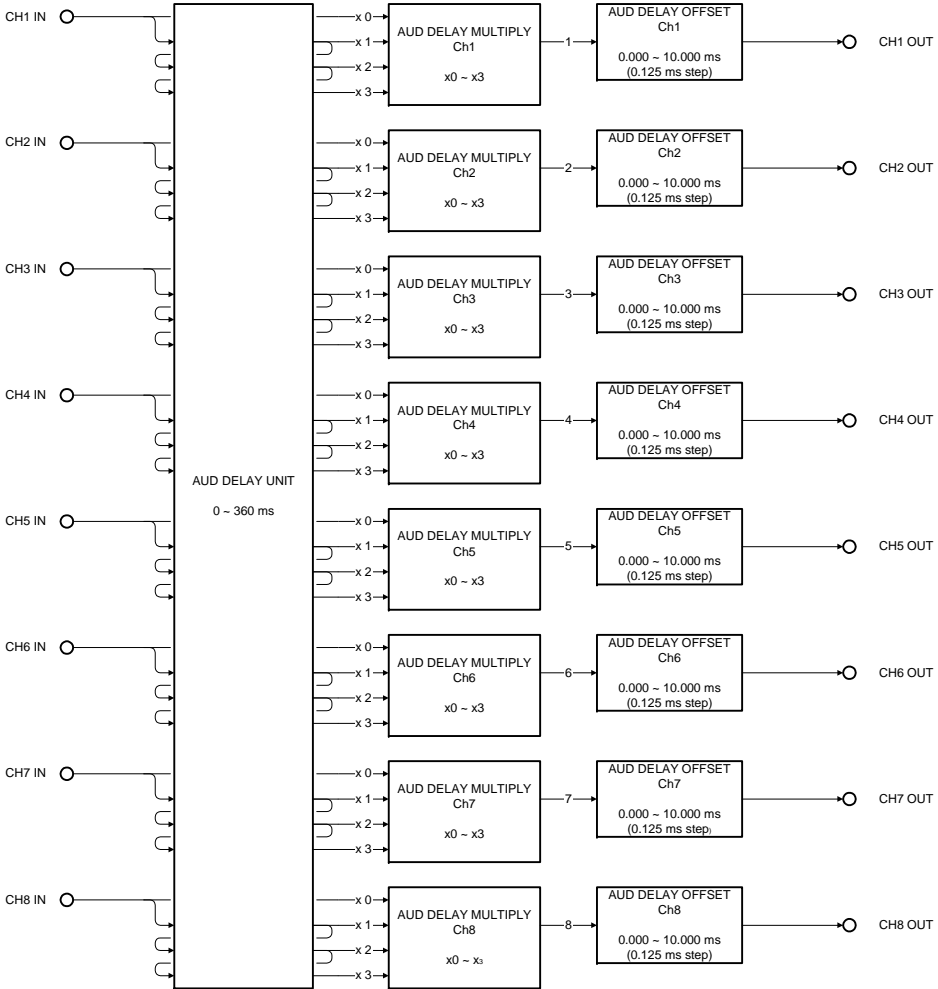 CH1 IN
x 0
x 1
x 2
x 3
AUD DELAY MULTIPLY
Ch1
x0 ~ x3
1
AUD DELAY OFFSET
Ch1
0.000 ~ 10.000 ms
(0.125 ms step)
CH1 OUT
CH2 IN
x 0
x 1
x 2
x 3
AUD DELAY MULTIPLY
Ch2
x0 ~ x3
2
AUD DELAY OFFSET
Ch2
0.000 ~ 10.000 ms
(0.125 ms step)
CH2 OUT
CH3 IN
x 0
x 1
x 2
x 3
AUD DELAY MULTIPLY
Ch3
x0 ~ x3
3
AUD DELAY OFFSET
Ch3
0.000 ~ 10.000 ms
(0.125 ms step)
CH3 OUT
CH4 IN
x 0
x 1
x 2
x 3
AUD DELAY MULTIPLY
Ch4
x0 ~ x3
4
AUD DELAY OFFSET
Ch4
0.000 ~ 10.000 ms
(0.125 ms step)
CH4 OUT
AUD DELAY UNIT
0 ~ 360 ms
CH5 IN
x 0
x 1
x 2
x 3
AUD DELAY MULTIPLY
Ch5
x0 ~ x3
5
AUD DELAY OFFSET
Ch5
0.000 ~ 10.000 ms
(0.125 ms step)
CH5 OUT
CH6 IN
x 0
x 1
x 2
x 3
AUD DELAY MULTIPLY
Ch6
x0 ~ x3
6
AUD DELAY OFFSET
Ch6
0.000 ~ 10.000 ms
(0.125 ms step)
CH6 OUT
CH7 IN
x 0
x 1
x 2
x 3
AUD DELAY MULTIPLY
Ch7
x0 ~ x3
7
AUD DELAY OFFSET
Ch7
0.000 ~ 10.000 ms
(0.125 ms step)
CH7 OUT
CH8 IN
x 0
x 1
x 2
x 3
AUD DELAY MULTIPLY
Ch8
x0 ~ x3
8
AUD DELAY OFFSET
Ch8
0.000 ~ 10.000 ms
(0.125 ms step)
CH8 OUT